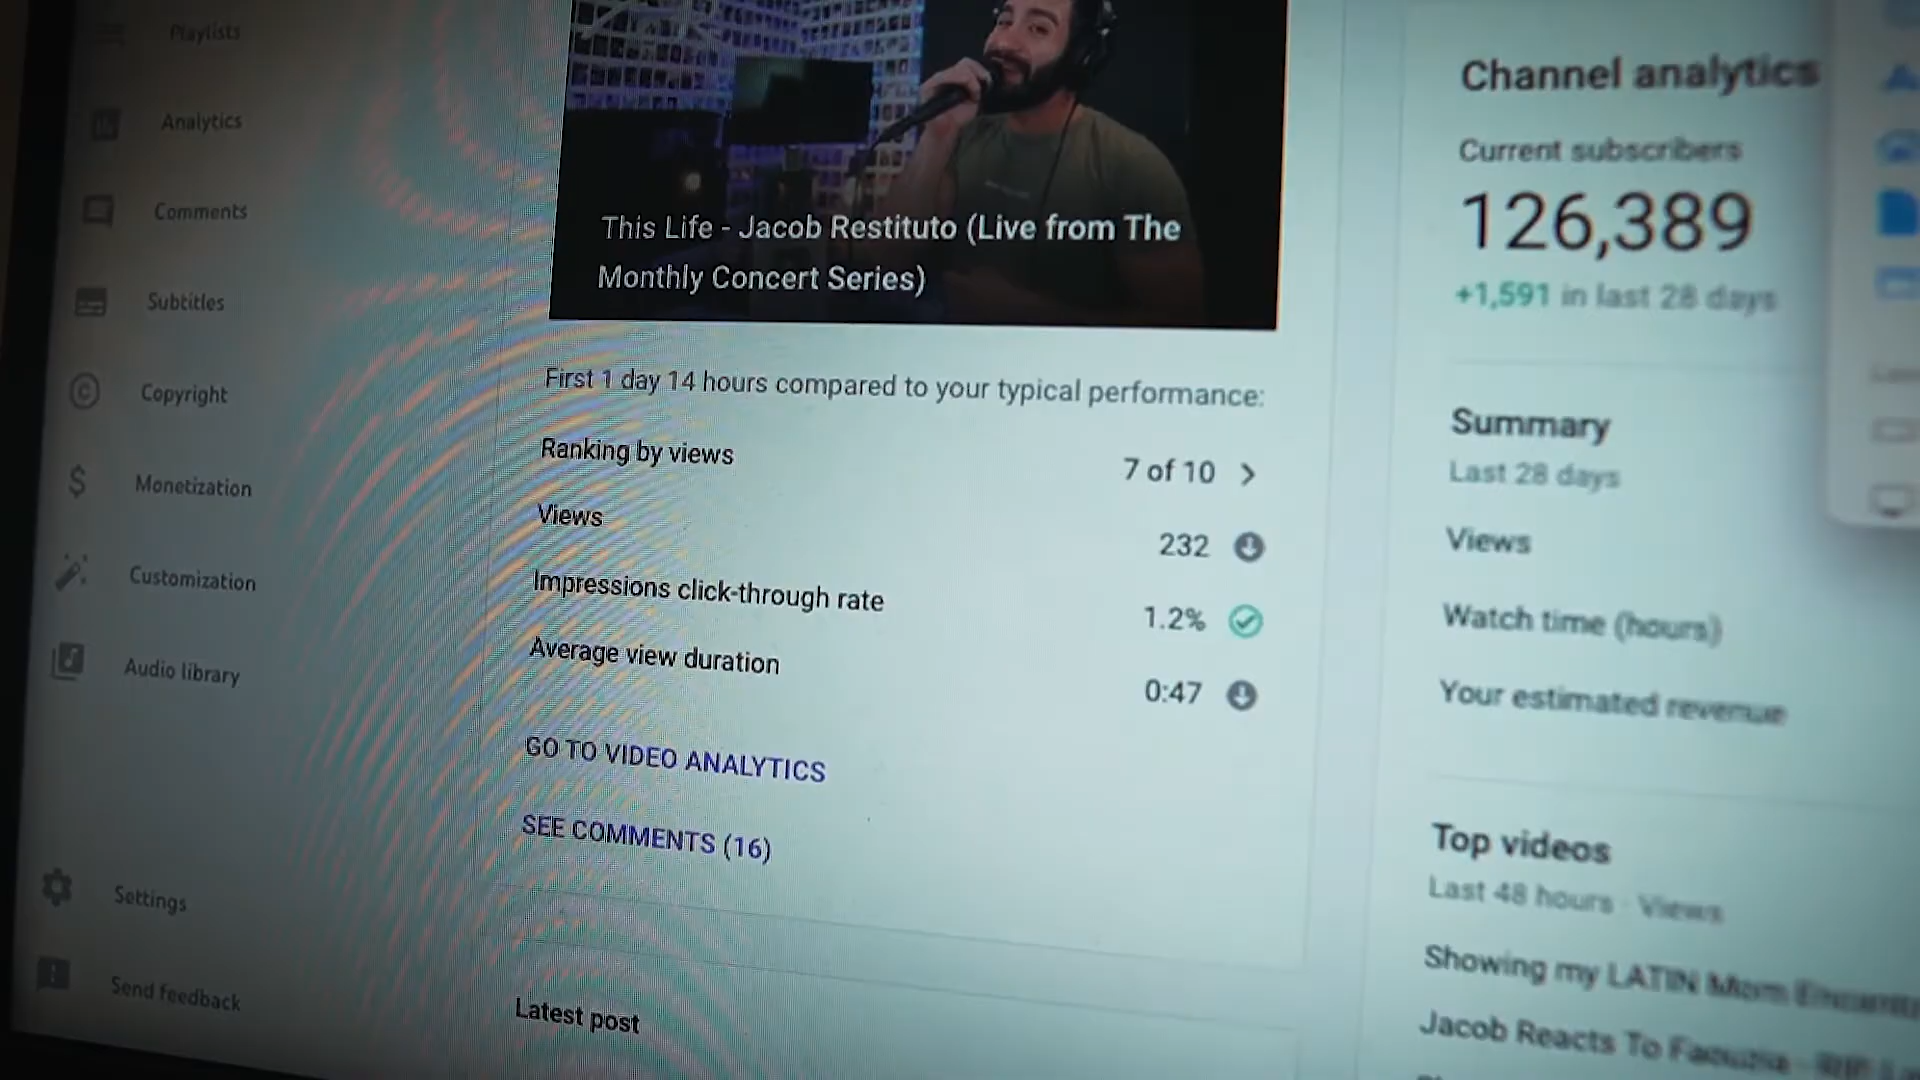 Playlists
Analytics
Comments
Subtitles
Copyright
Monetization
Customization
Audio library
Settings
Send feedback
This Life - Jacob Restituto (Live from The
Monthly Concert Series)
First 1 day 14 hours compared to your typical performance:
Ranking by views
7 of 10
Views
232
Impressions click-through rate
1.2%
Average view duration
0:47
GO TO VIDEO ANALYTICS
SEE COMMENTS (16)
Latest post
Channel analytics
Current subscribers
126,389
+1,591 in last 28 days
Summary
Last 28 days
Views
Watch time (hours)
Your estimated revenue
Top videos
Last 48 hours · Views
Showing my LATIN Mom
Jacob Reacts To Faouzia -